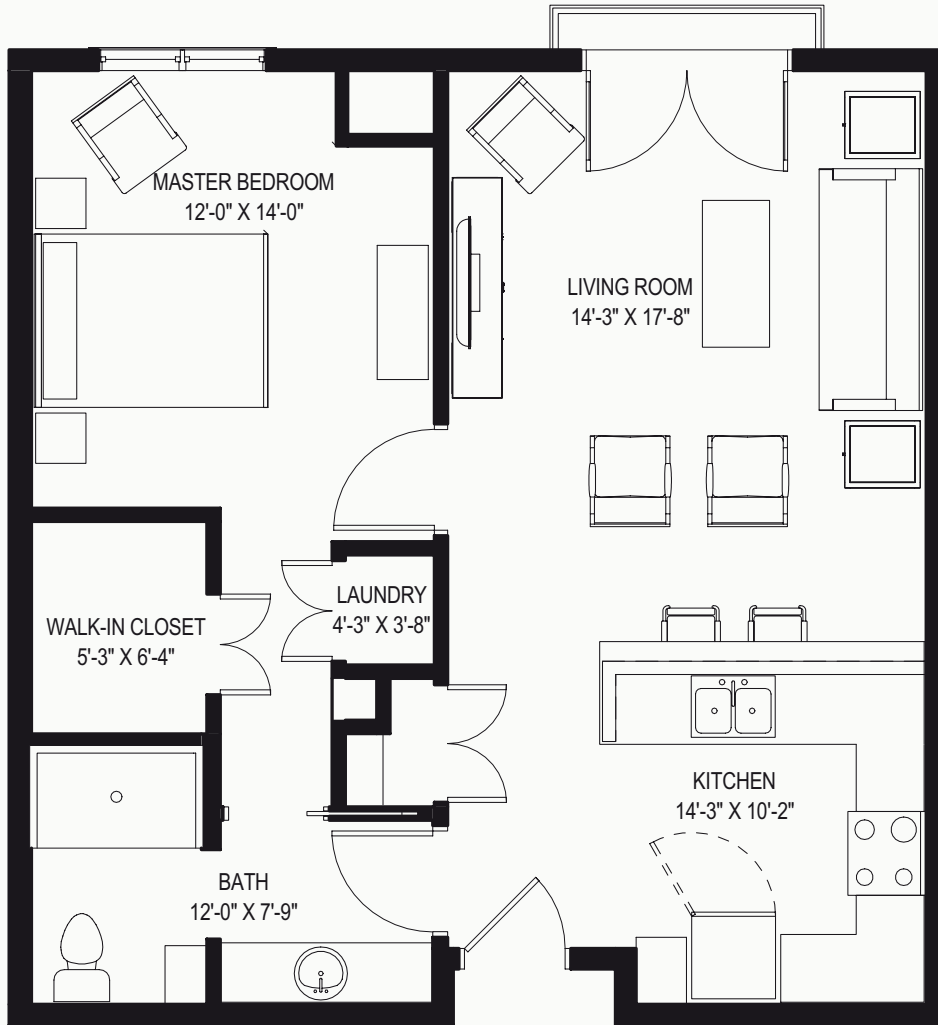 MASTER BEDROOM
12'-0" X 14'-0"
LIVING ROOM
14'-3" X 17'-8"
LAUNDRY
4'-3" X 3'-8"
WALK-IN CLOSET
5'-3" X 6'-4"
KITCHEN
14'-3" X 10'-2"
BATH
12'-0" X 7'-9"